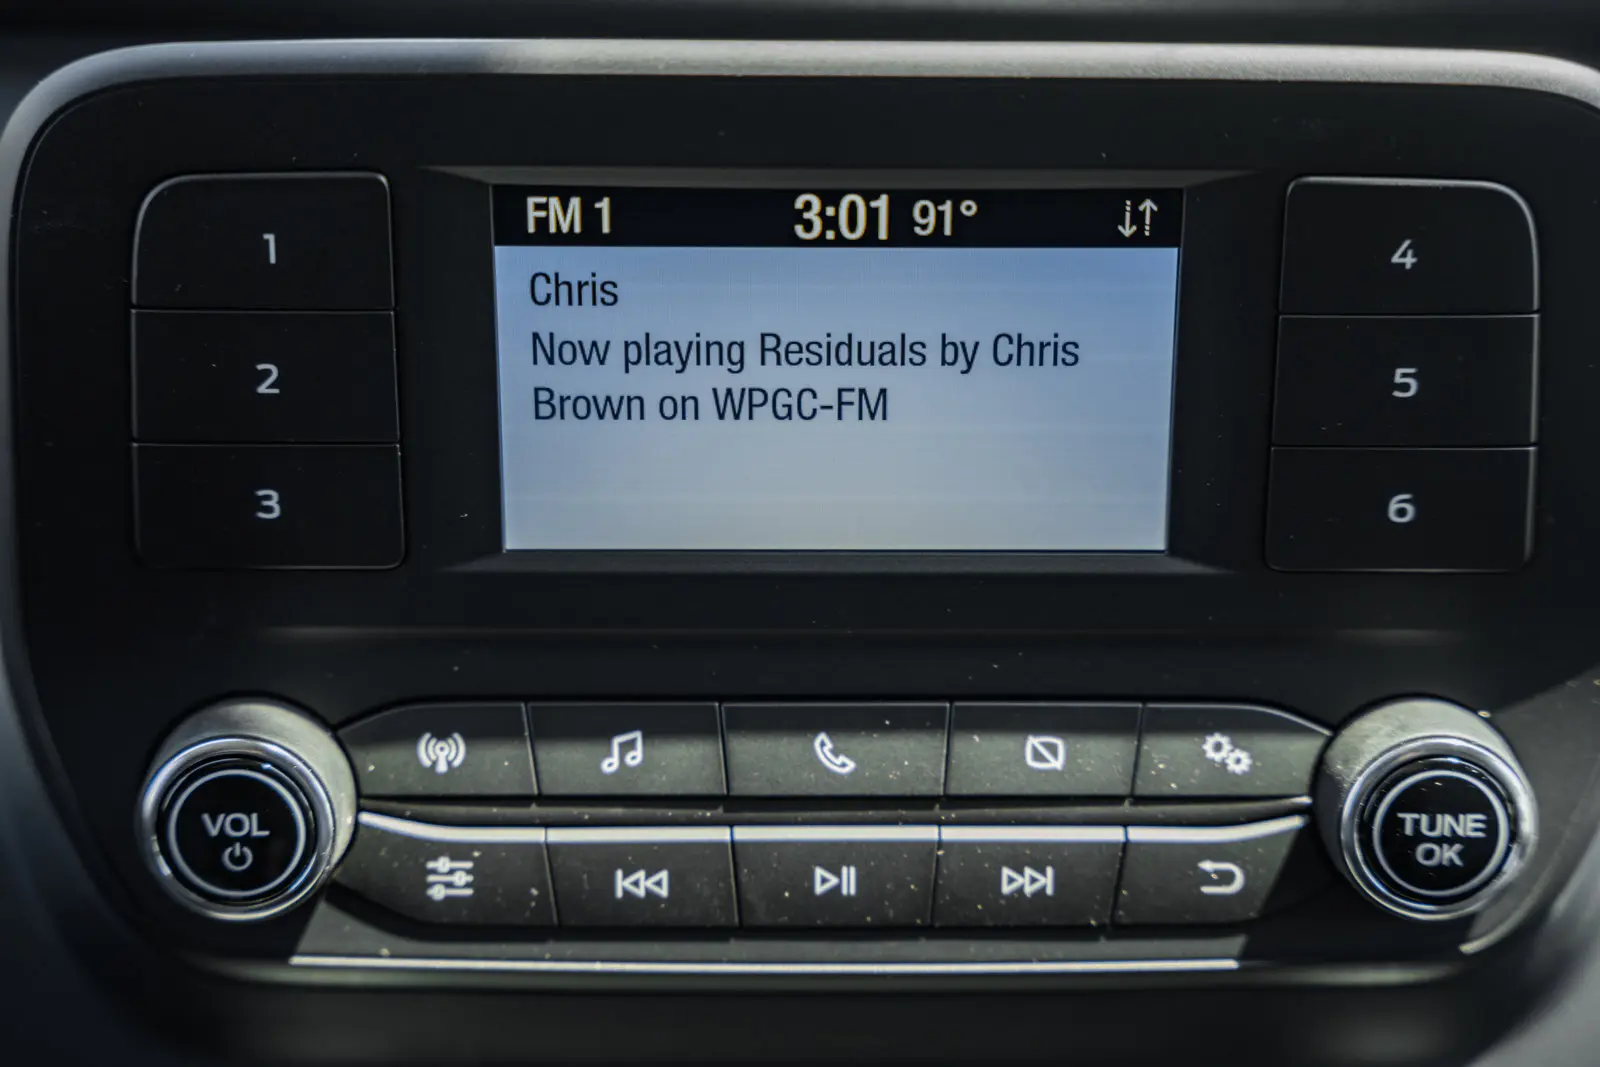 FM 1 3:01 91°
Chris
Now playing Residuals by Chris
Brown on WPGC-FM
1
2
3
4
5
6
VOL
TUNE
OK